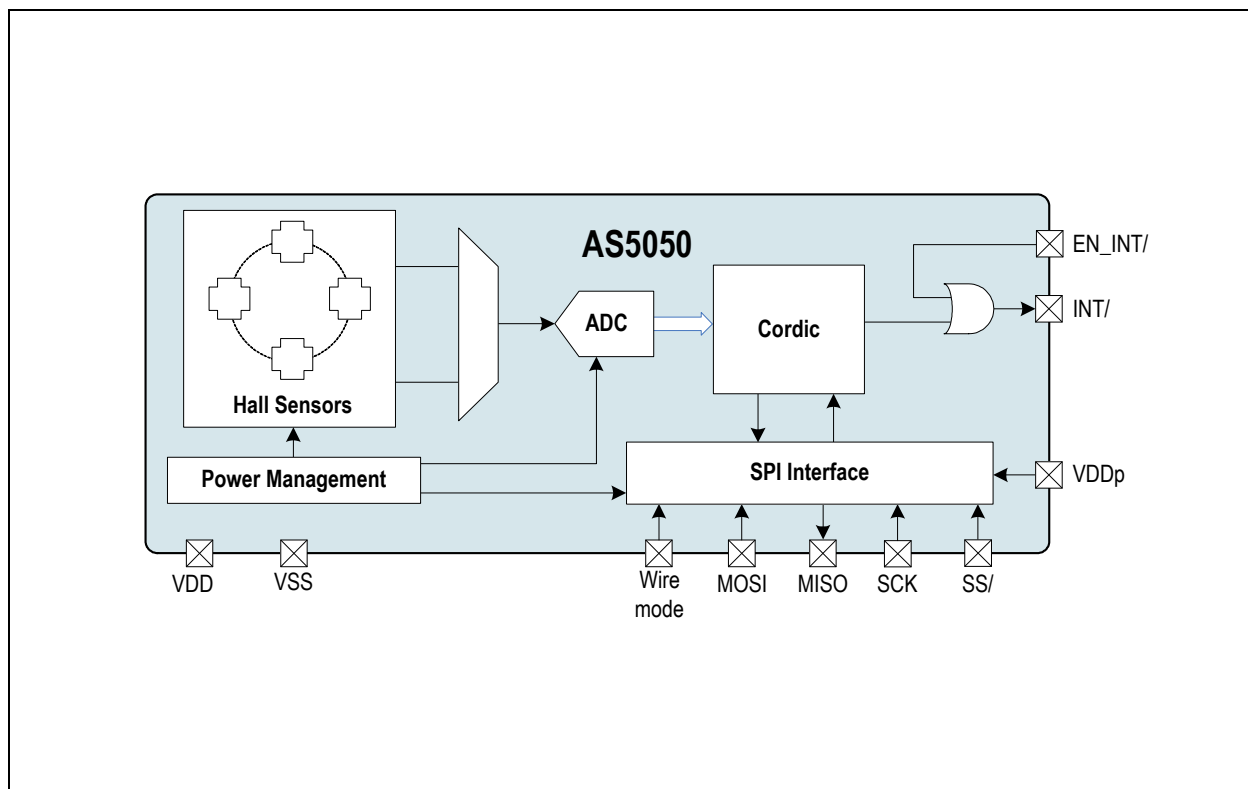 AS5050
EN_INT/
INT/
ADC
Cordic
Hall Sensors
Power Management
SPI Interface
VDDp
VDD
VSS
Wire
mode
MOSI
MISO
SCK
SS/